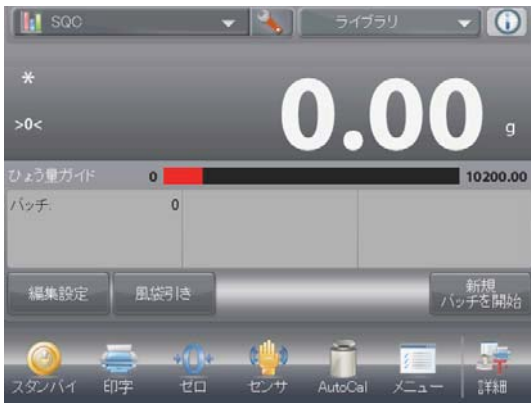 SQC ライブラリ
*
>0< 0.00 g
ひょう量ガイド 0 10200.00
バッチ: 0
編集設定 風袋引き 新規
バッチを開始
スタンバイ 印字 ゼロ センサ AutoCal メニュー 詳細